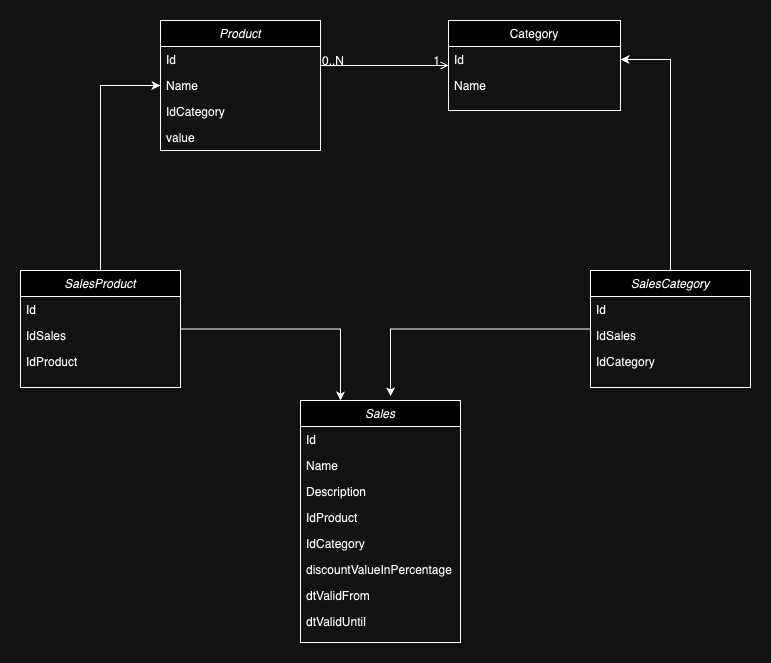 Product
Id
Name
IdCategory
value
0..N
1
Category
Id
Name
SalesProduct
Id
IdSales
IdProduct
SalesCategory
Id
IdSales
IdCategory
Sales
Id
Name
Description
IdProduct
IdCategory
discountValueInPercentage
dtValidFrom
dtValidUntil